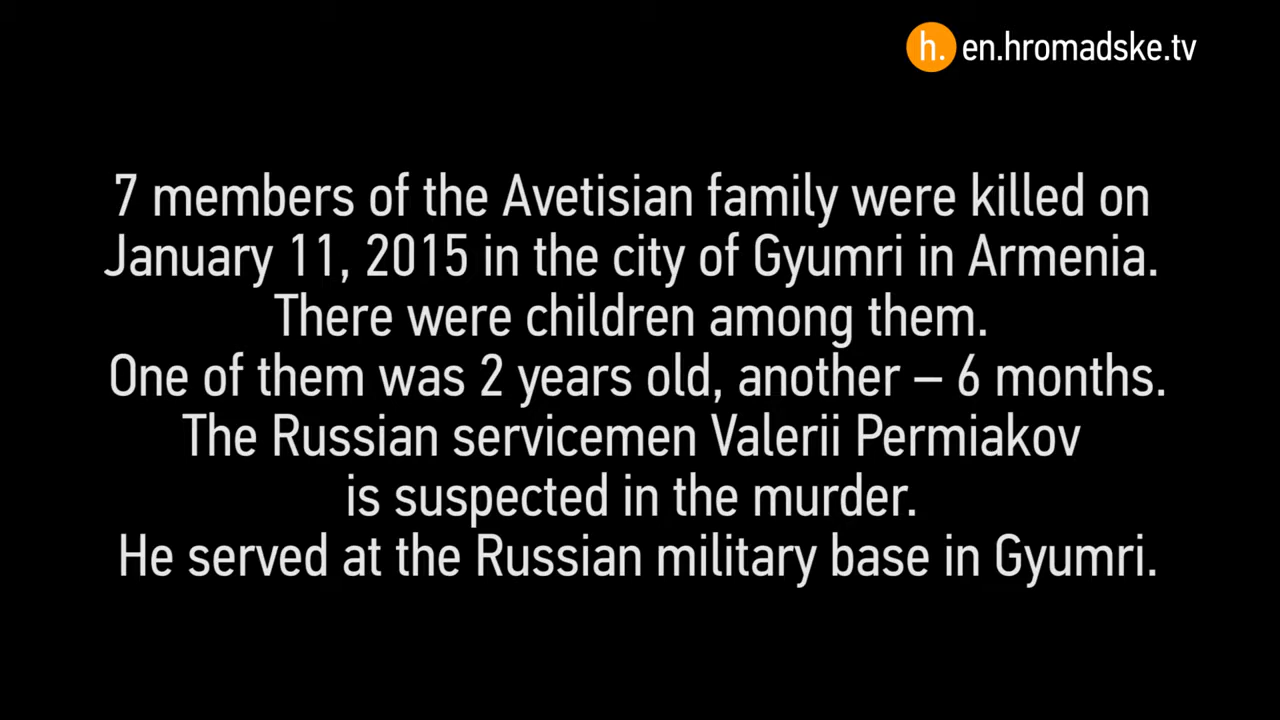 h. en.hromadske.tv
7 members of the Avetisian family were killed on
January 11, 2015 in the city of Gyumri in Armenia.
There were children among them.
One of them was 2 years old, another – 6 months.
The Russian servicemen Valerii Permiakov
is suspected in the murder.
He served at the Russian military base in Gyumri.